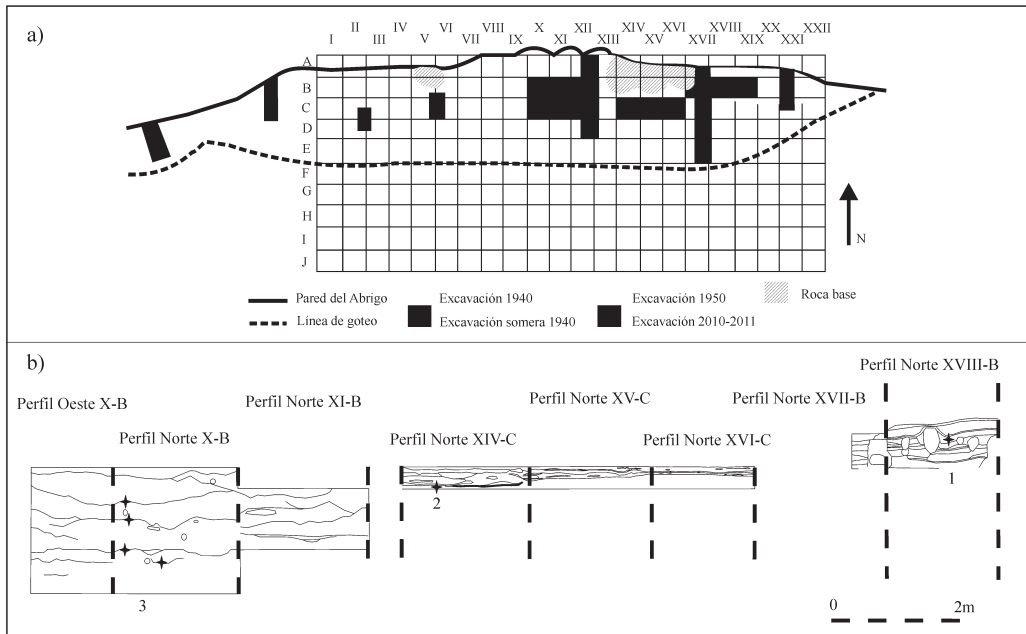 a)
II IV VI VIII X XII XIV XVI XVIII XX XXII
I III V VII IX XI XIII XV XVII XIX XXI
A
B
C
D
E
F
G
H
I
J
N
Pared del Abrigo
Línea de goteo
Excavación 1940
Excavación somera 1940
Excavación 1950
Excavación 2010-2011
Roca base
b)
Perfil Oeste X-B
Perfil Norte X-B
Perfil Norte XI-B
Perfil Norte XIV-C
Perfil Norte XV-C
Perfil Norte XVI-C
Perfil Norte XVII-B
Perfil Norte XVIII-B
1
2
3
0 2m